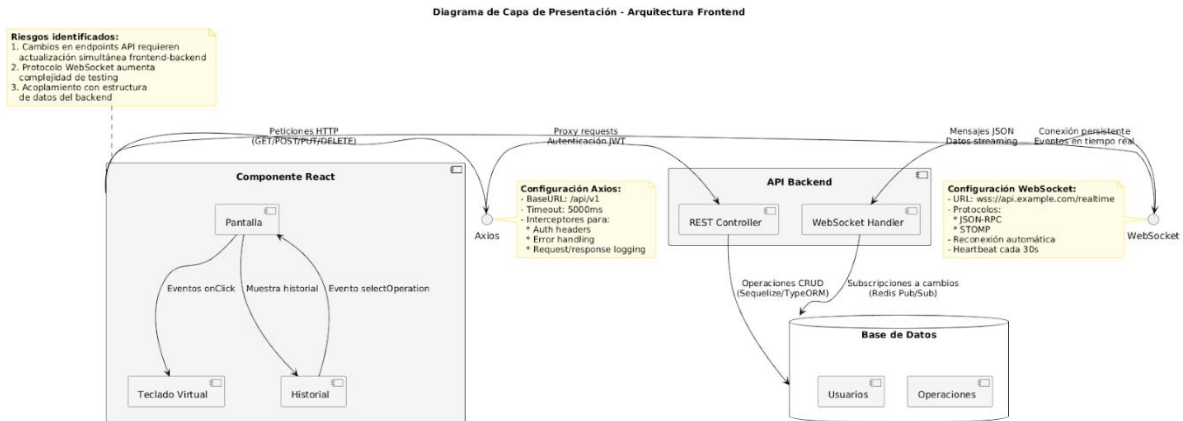 Diagrama de Capa de Presentación - Arquitectura Frontend
Riesgos identificados:
1. Cambios en endpoints API requieren
actualización simultánea frontend-backend
2. Protocolo WebSocket aumenta
complejidad de testing
3. Acoplamiento con estructura
de datos del backend
Peticiones HTTP
(GET/POST/PUT/DELETE)
Proxy requests
Autenticación JWT
Mensajes JSON
Datos streaming
Conexión persistente
Eventos en tiempo real
Componente React
Pantalla
Eventos onClick
Muestra historial
Evento selectOperation
Teclado Virtual
Historial
Axios
Configuración Axios:
- BaseURL: /api/v1
- Timeout: 5000ms
- Interceptores para:
* Auth headers
* Error handling
* Request/response logging
API Backend
REST Controller
WebSocket Handler
Configuración WebSocket:
- URL: wss://api.example.com/realtime
- Protocolos:
* JSON-RPC
* STOMP
- Reconexión automática
- Heartbeat cada 30s
WebSocket
Operaciones CRUD
(Sequelize/TypeORM)
Subscripciones a cambios
(Redis Pub/Sub)
Base de Datos
Usuarios
Operaciones